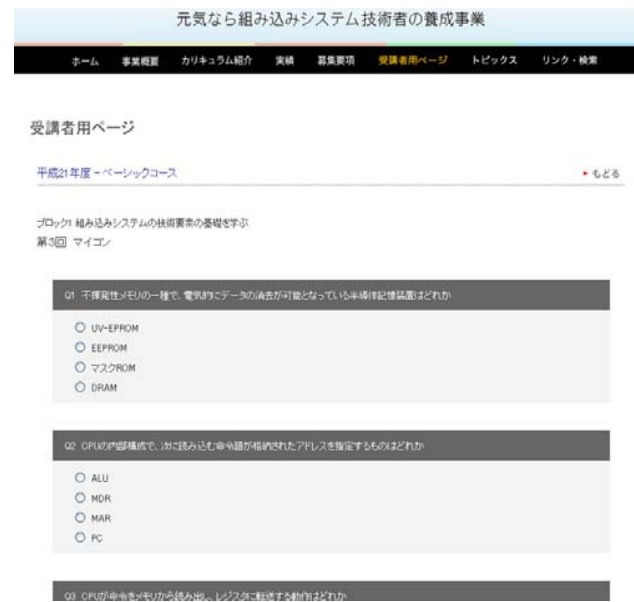 元気なら組み込みシステム技術者の養成事業
ホーム 事業概要 カリキュラム紹介 実績 募集要項 受講者用ページ トピックス リンク・検索
受講者用ページ
平成21年度 - ベーシックコース
もどる
ブロック1 組み込みシステムの技術要素の基礎を学ぶ
第3回 マイコン
Q1 不揮発性メモリの一種で、電気的にデータの消去が可能となっている半導体記憶装置はどれか
UV-EPROM
EEPROM
マスクROM
DRAM
Q2 CPUの内部構成で、次に読み込む命令語が格納されたアドレスを指定するものはどれか
ALU
MDR
MAR
PC
Q3 CPUが命令をメモリから読み出し、レジスタに転送する動作はどれか